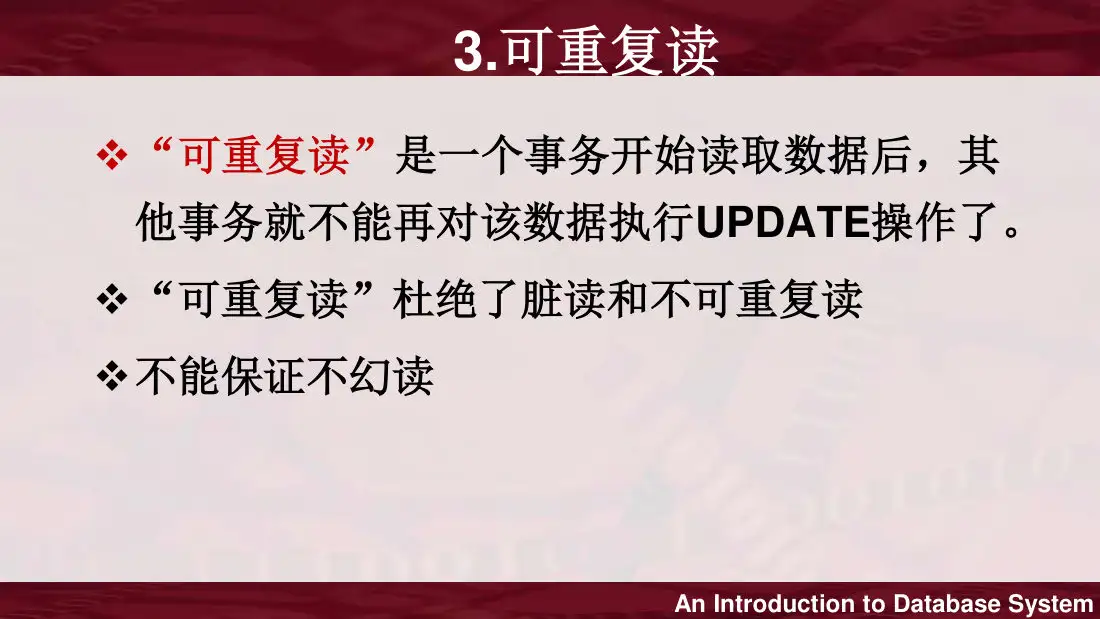 3.可重复读
❖“可重复读”是一个事务开始读取数据后，其
他事务就不能再对该数据执行UPDATE操作了。
❖“可重复读”杜绝了脏读和不可重复读
❖不能保证不幻读
An Introduction to Database System